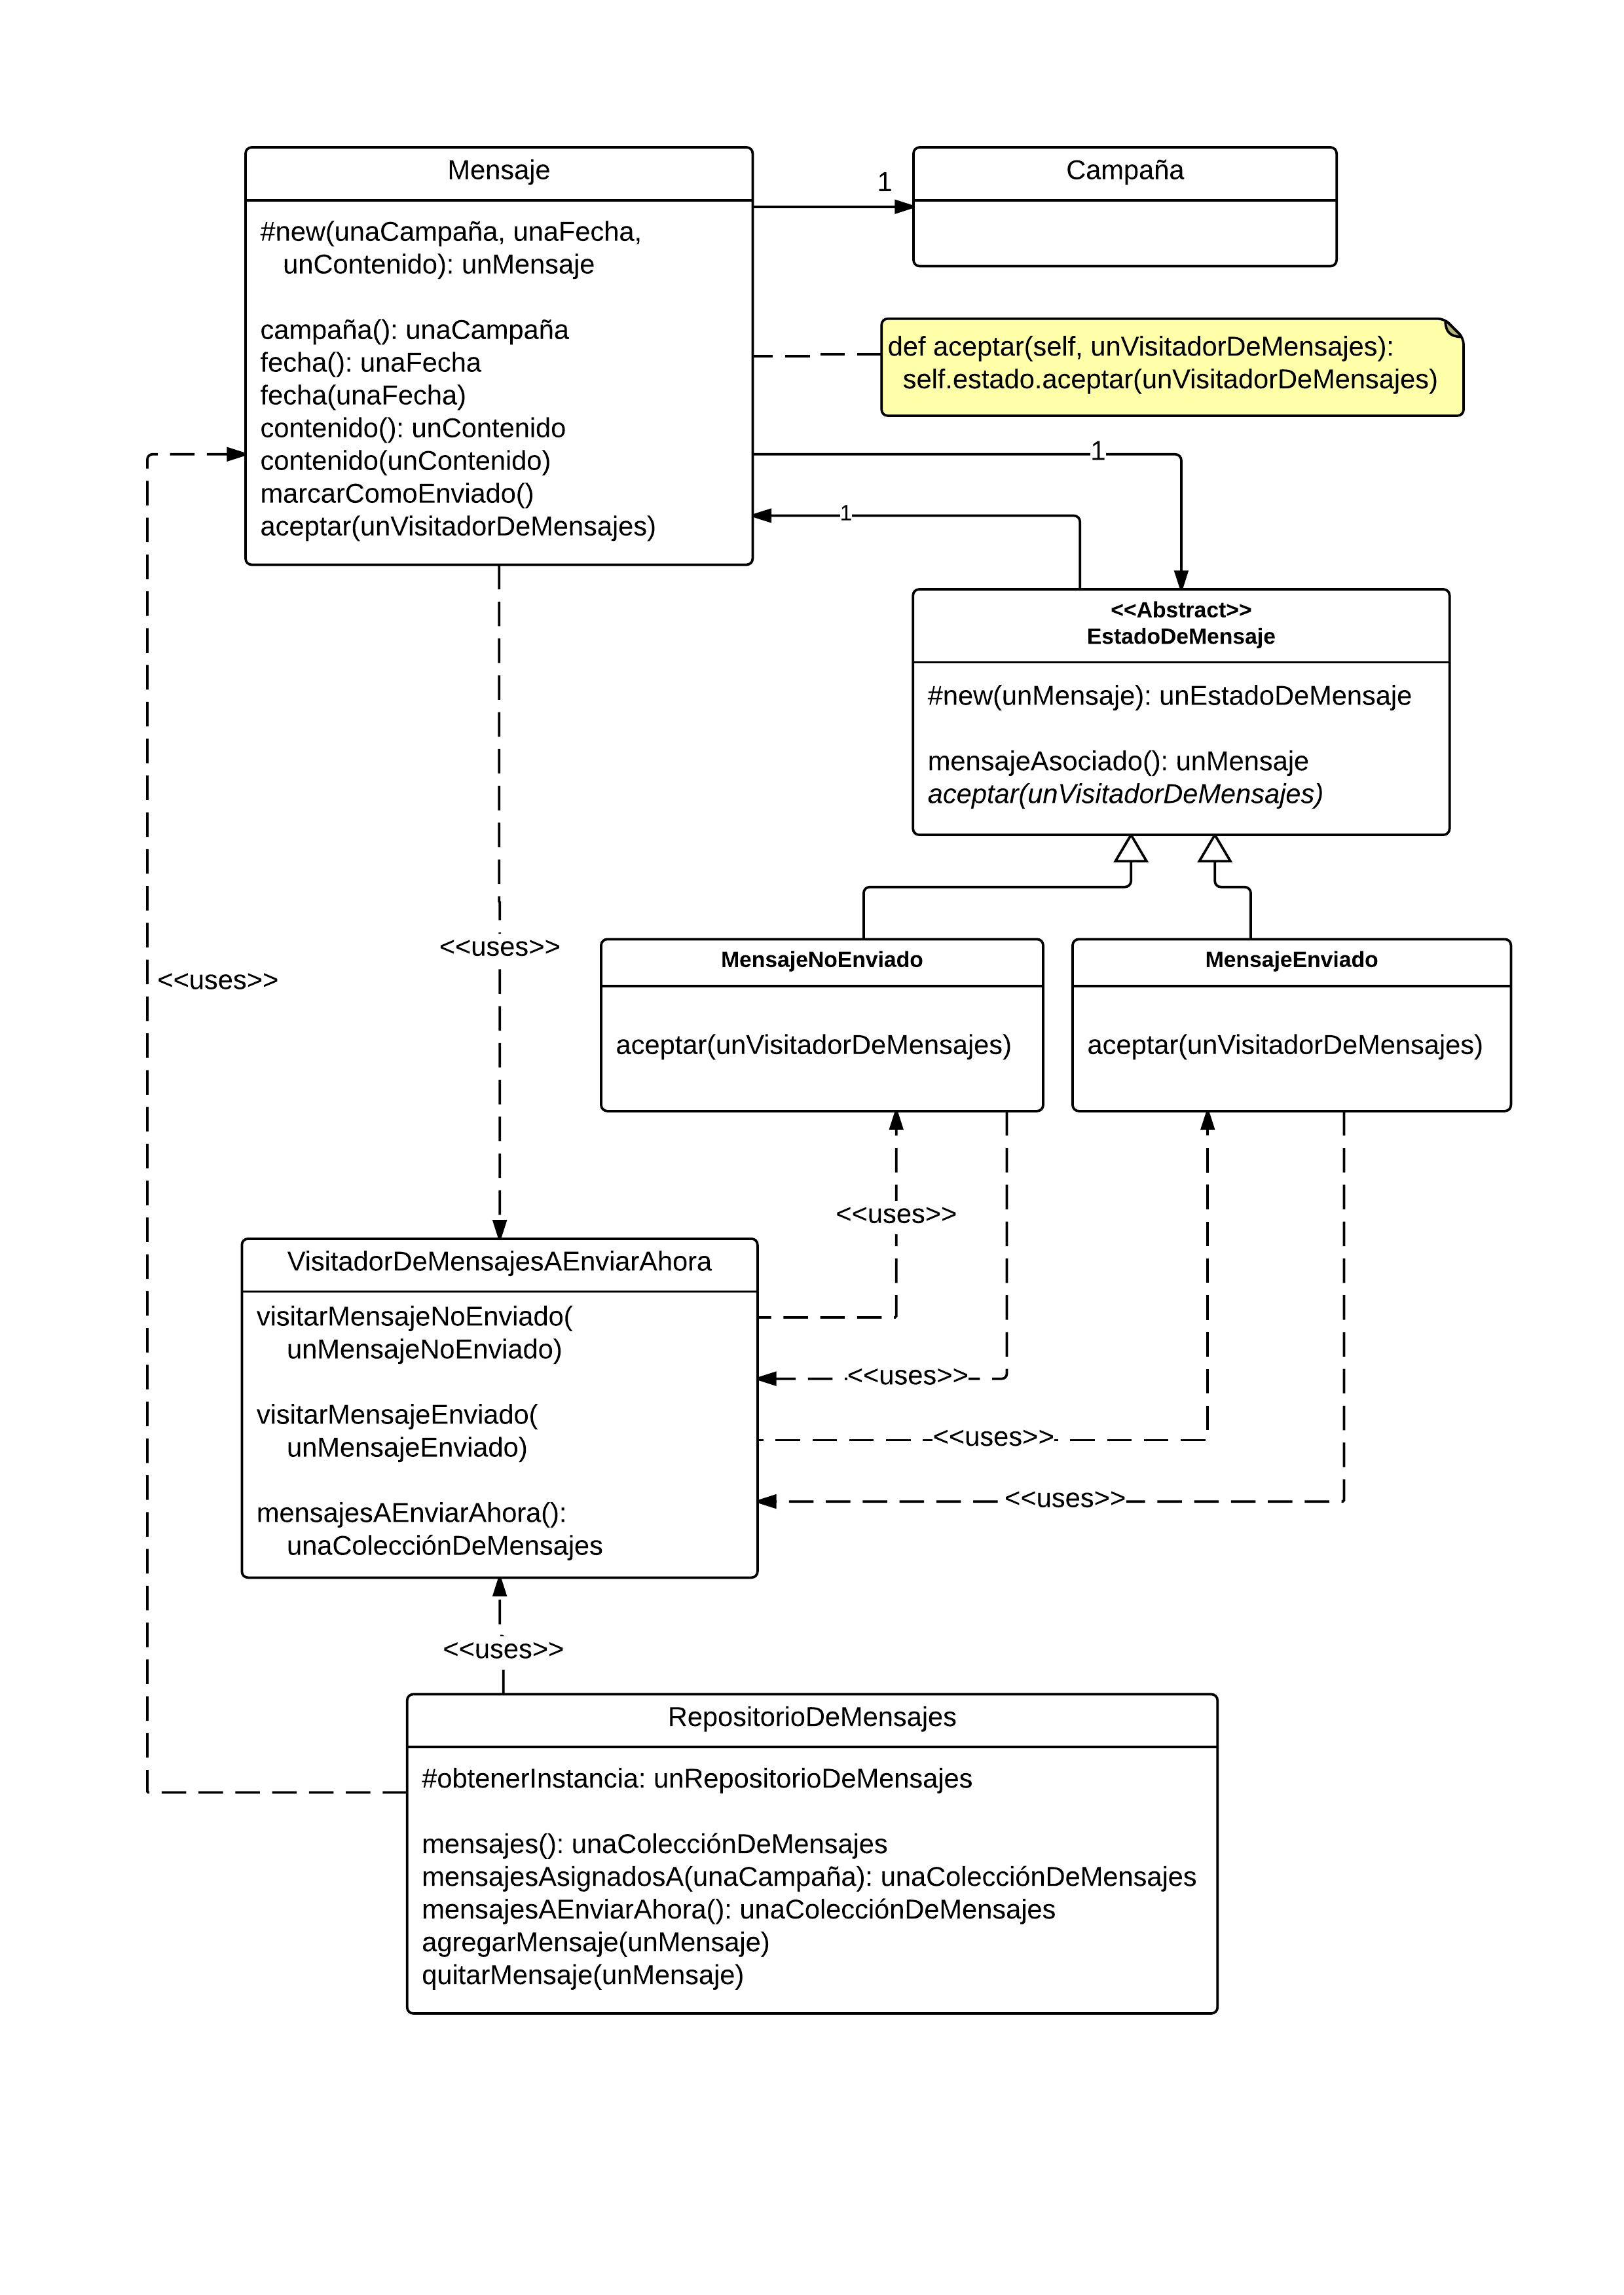 Mensaje
#new(unaCampaña, unaFecha,
unContenido): unMensaje
campaña(): unaCampaña
fecha(): unaFecha
fecha(unaFecha)
contenido(): unContenido
contenido(unContenido)
marcarComoEnviado()
aceptar(unVisitadorDeMensajes)
1
Campaña
def aceptar(self, unVisitadorDeMensajes):
self.estado.aceptar(unVisitadorDeMensajes)
1
1
<<Abstract>>
EstadoDeMensaje
#new(unMensaje): unEstadoDeMensaje
mensajeAsociado(): unMensaje
aceptar(unVisitadorDeMensajes)
<<uses>>
<<uses>>
MensajeNoEnviado
aceptar(unVisitadorDeMensajes)
MensajeEnviado
aceptar(unVisitadorDeMensajes)
<<uses>>
VisitadorDeMensajesAEnviarAhora
visitarMensajeNoEnviado(
unMensajeNoEnviado)
visitarMensajeEnviado(
unMensajeEnviado)
mensajesAEnviarAhora():
unaColecciónDeMensajes
<<uses>>
<<uses>>
<<uses>>
<<uses>>
RepositorioDeMensajes
#obtenerInstancia: unRepositorioDeMensajes
mensajes(): unaColecciónDeMensajes
mensajesAsignadosA(unaCampaña): unaColecciónDeMensajes
mensajesAEnviarAhora(): unaColecciónDeMensajes
agregarMensaje(unMensaje)
quitarMensaje(unMensaje)